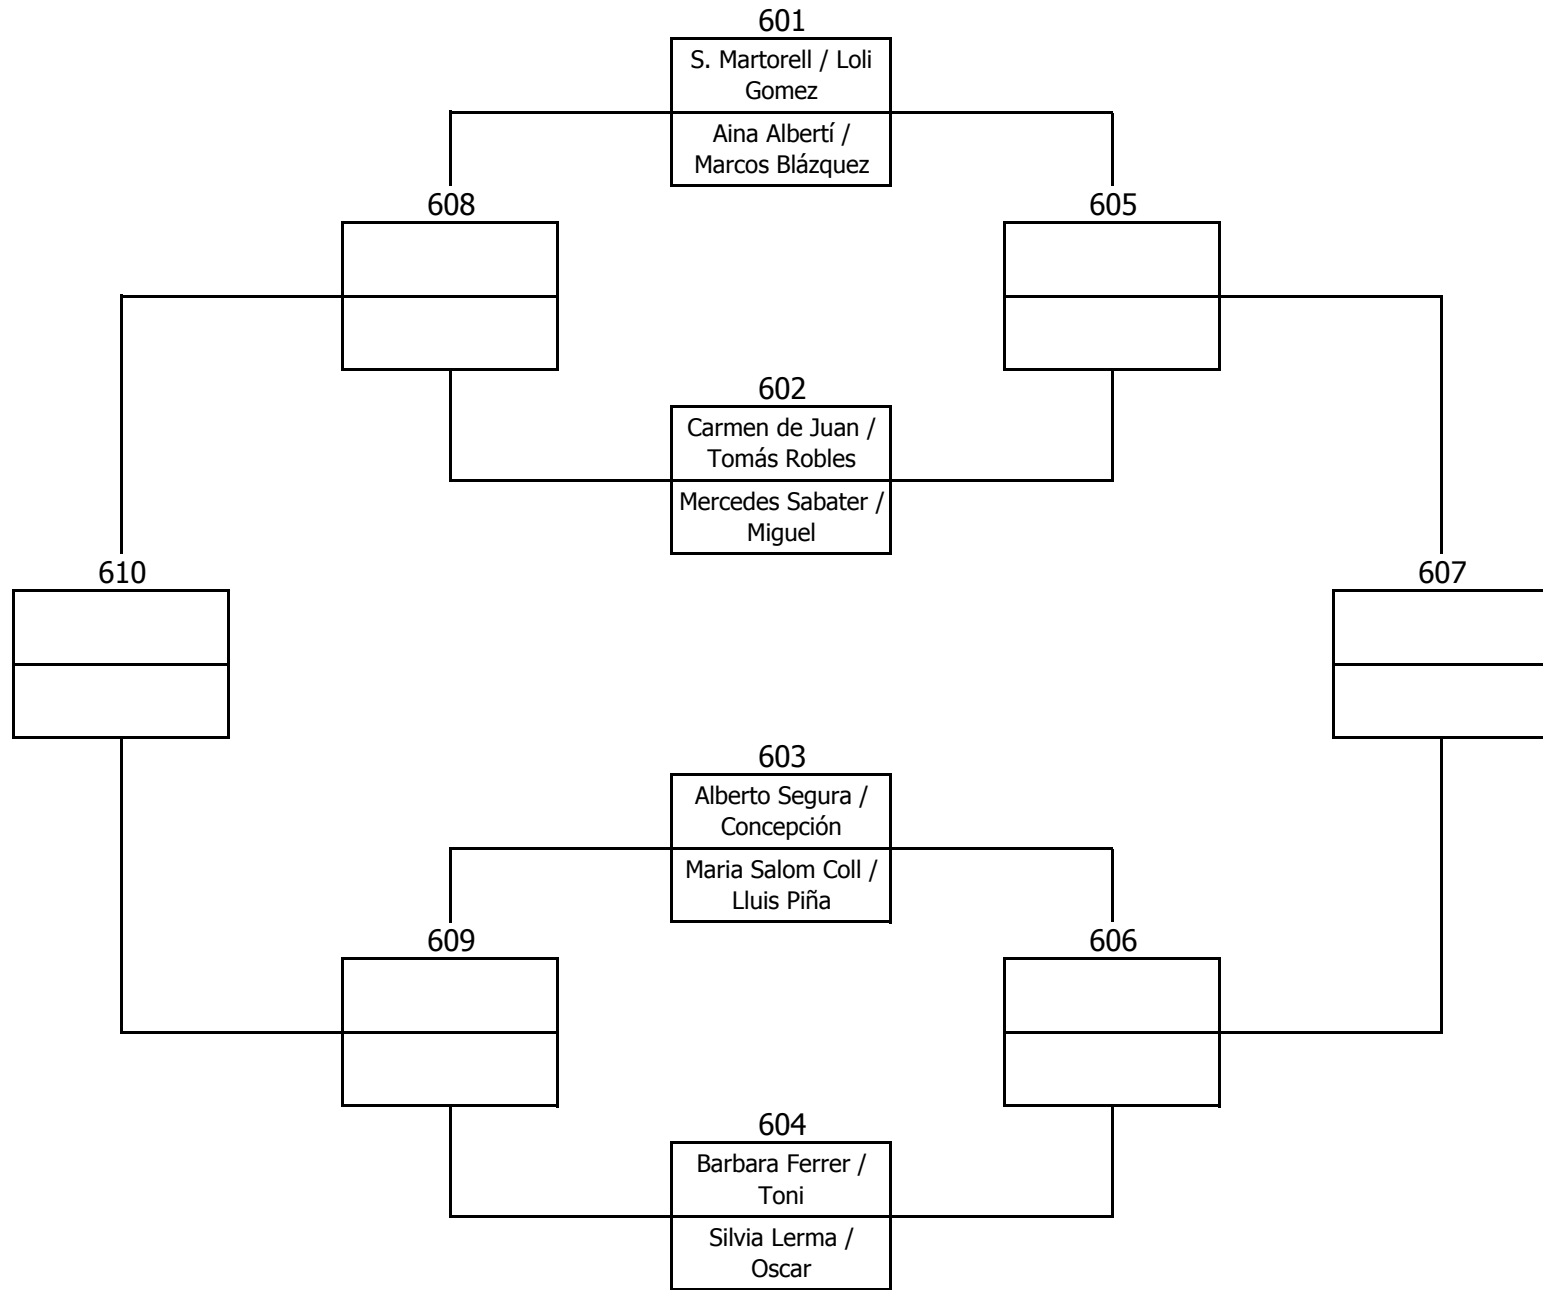 601
S. Martorell / Loli
Gomez
Aina Albertí /
Marcos Blázquez
608
605
602
Carmen de Juan /
Tomás Robles
Mercedes Sabater /
Miguel
610
607
603
Alberto Segura /
Concepción
Maria Salom Coll /
Lluis Piña
609
606
604
Barbara Ferrer /
Toni
Silvia Lerma /
Oscar